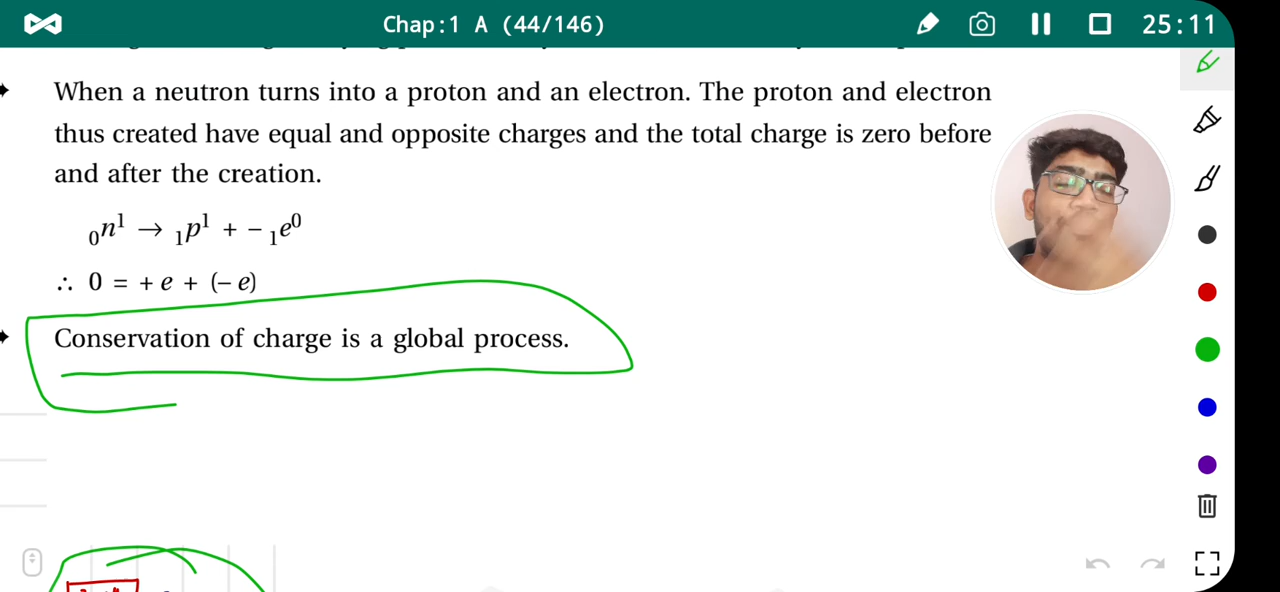 Chap:1 A (44/146)
25:11
When a neutron turns into a proton and an electron. The proton and electron
thus created have equal and opposite charges and the total charge is zero before
and after the creation.
₀n¹ → ₁p¹ + − ₁e⁰
∴ 0 = + e + (− e)
Conservation of charge is a global process.